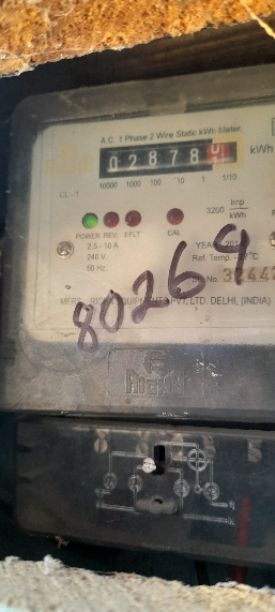 A.C. 1 Phase 2 Wire Static kWh Meter.
02878 kWh
10000 1000 100 10 1 1/10
CL.-1
3200 imp/kWh
POWER REV. EFLT CAL
2.5 - 10 A
240 V.
50 Hz.
YEAR
Ref. Temp.
No.
PVT. LTD. DELHI, (INDIA)
80269